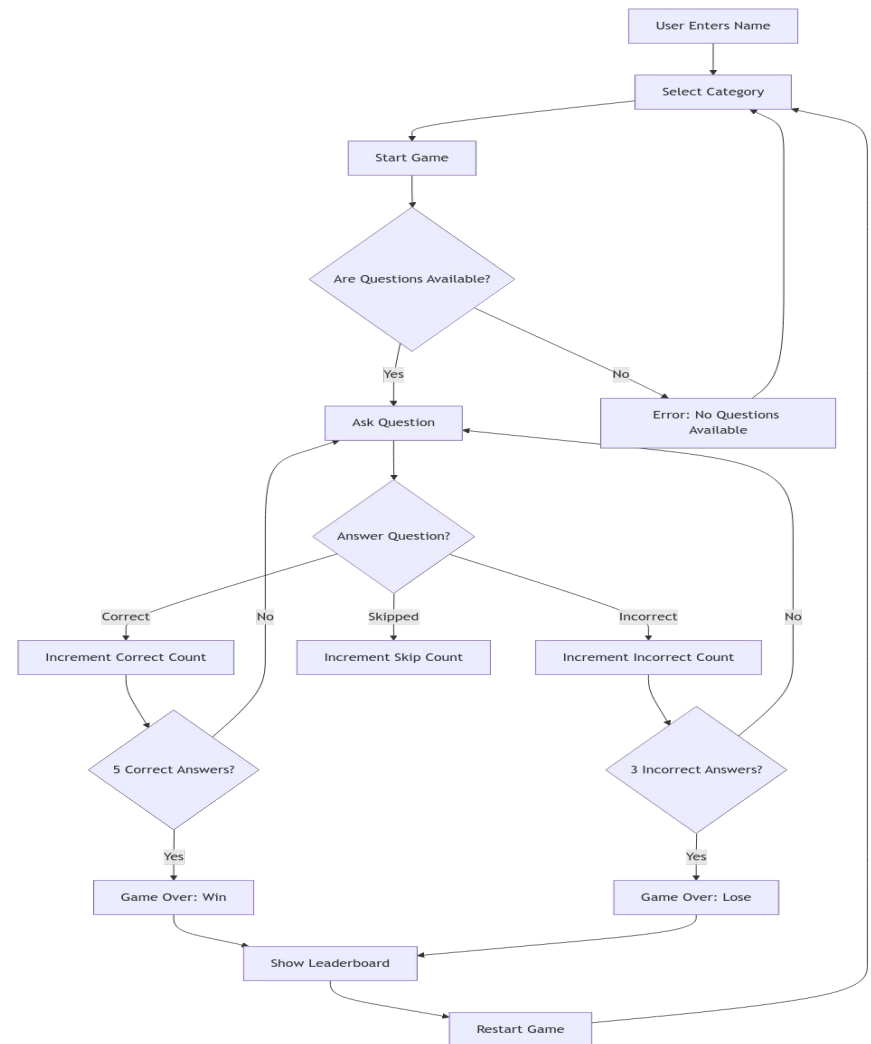 User Enters Name
Select Category
Start Game
Are Questions Available?
Yes
No
Ask Question
Error: No Questions
Available
Answer Question?
Correct
No
Skipped
Incorrect
No
Increment Correct Count
Increment Skip Count
Increment Incorrect Count
5 Correct Answers?
3 Incorrect Answers?
Yes
Yes
Game Over: Win
Game Over: Lose
Show Leaderboard
Restart Game